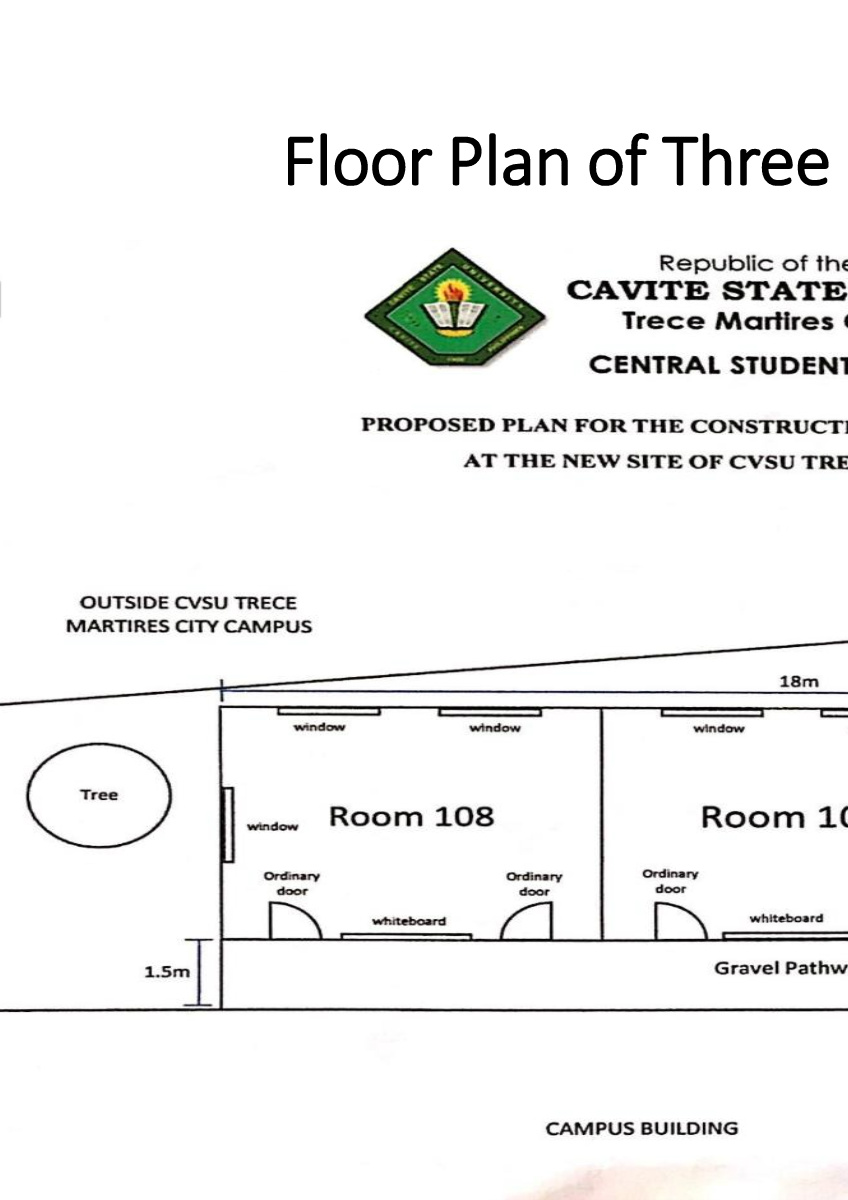 Floor Plan of Three
Republic of the
CAVITE STATE
Trece Martires
CENTRAL STUDENT
PROPOSED PLAN FOR THE CONSTRUCTI
AT THE NEW SITE OF CVSU TRE
OUTSIDE CVSU TRECE
MARTIRES CITY CAMPUS
18m
window
window
window
Tree
window
Room 108
Room 10
Ordinary
door
Ordinary
door
Ordinary
door
whiteboard
whiteboard
1.5m
Gravel Pathw
CAMPUS BUILDING